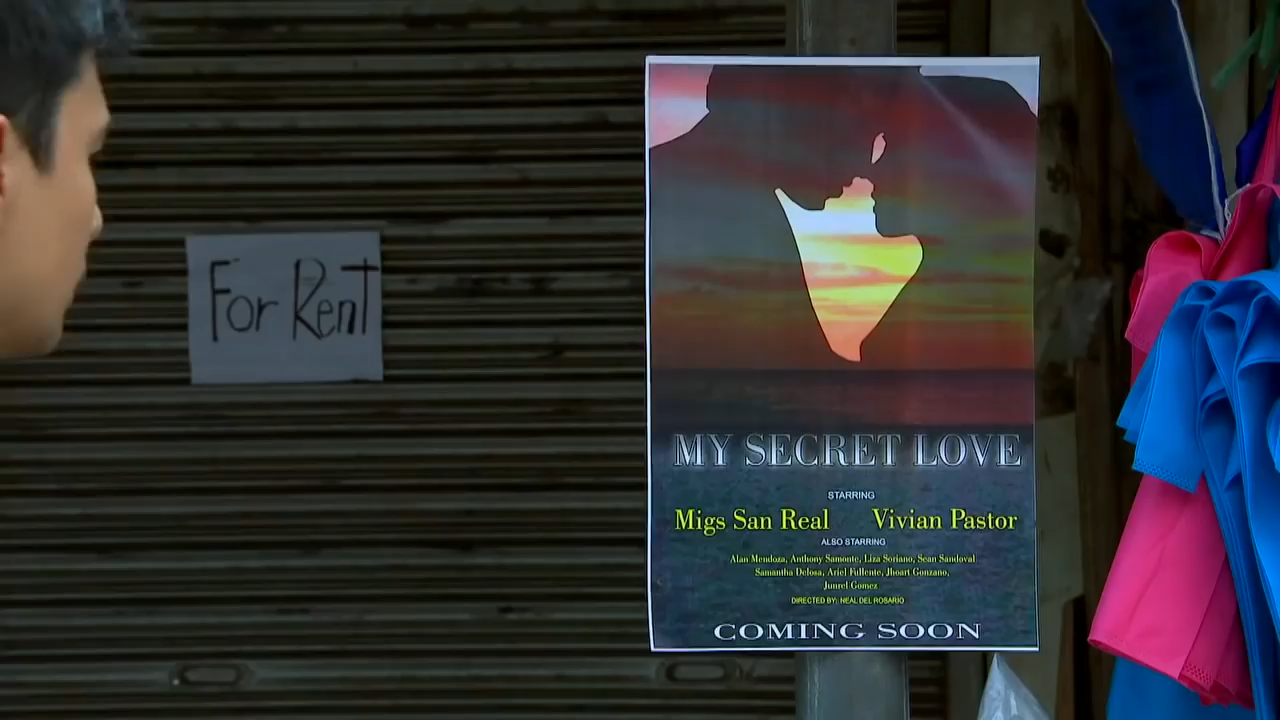 For Rent
MY SECRET LOVE
STARRING
Migs San Real Vivian Pastor
ALSO STARRING
Alan Mendoza, Anthony Samonte, Liza Soriano, Sean Sandoval
Samantha Delosa, Ariel Fullente, Jhoart Gonzano,
Junrel Gomez
DIRECTED BY: NEAL DEL ROSARIO
COMING SOON